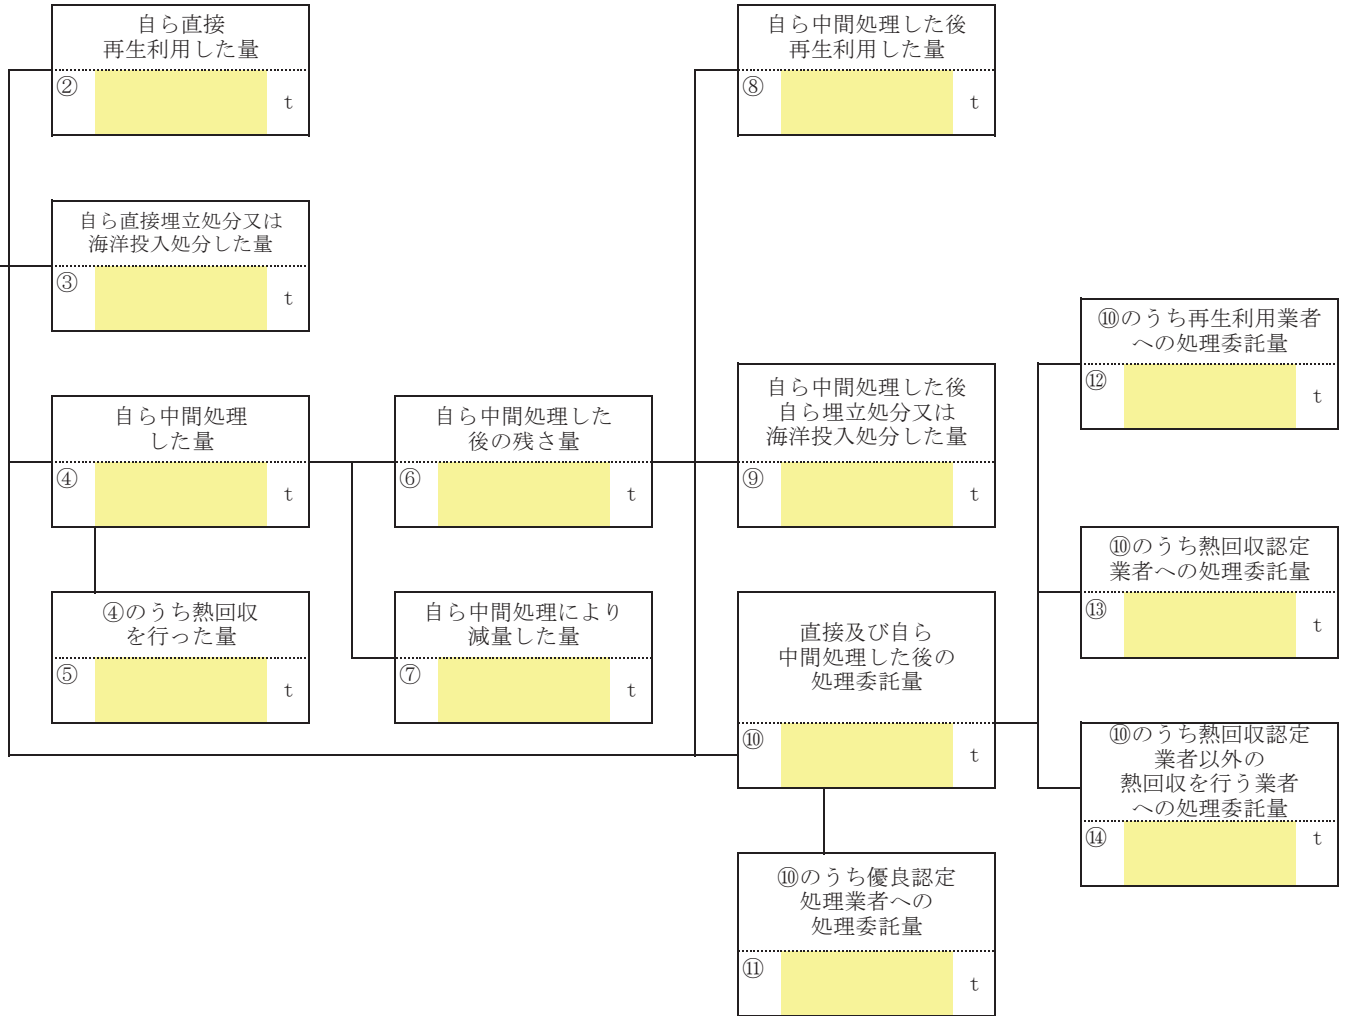 自ら直接
再生利用した量
②
t
自ら直接埋立処分又は
海洋投入処分した量
③
t
自ら中間処理
した量
④
t
④のうち熱回収
を行った量
⑤
t
自ら中間処理した
後の残さ量
⑥
t
自ら中間処理により
減量した量
⑦
t
自ら中間処理した後
再生利用した量
⑧
t
自ら中間処理した後
自ら埋立処分又は
海洋投入処分した量
⑨
t
直接及び自ら
中間処理した後の
処理委託量
⑩
t
⑩のうち優良認定
処理業者への
処理委託量
⑪
t
⑩のうち再生利用業者
への処理委託量
⑫
t
⑩のうち熱回収認定
業者への処理委託量
⑬
t
⑩のうち熱回収認定
業者以外の
熱回収を行う業者
への処理委託量
⑭
t